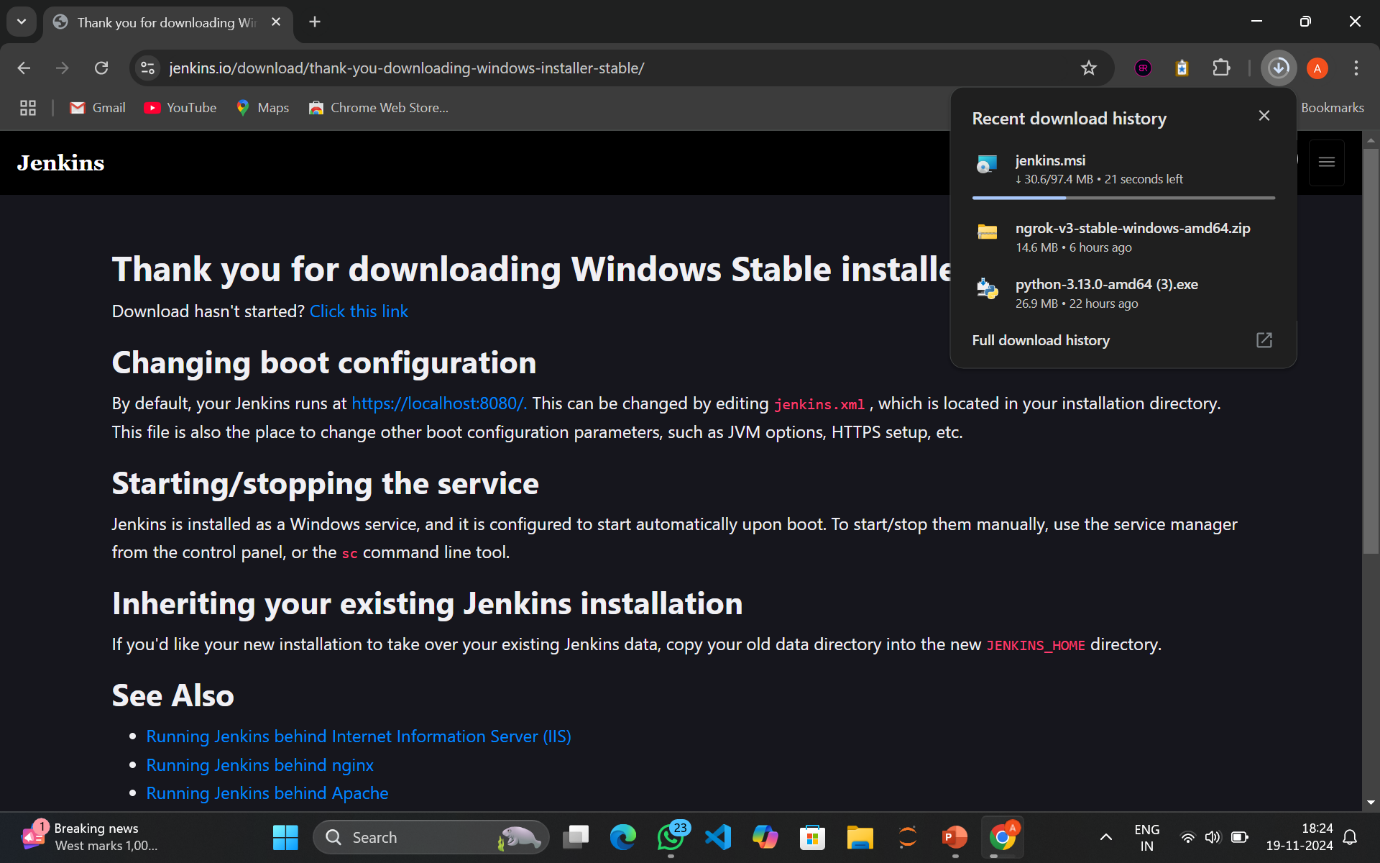 Thank you for downloading Wi
jenkins.io/download/thank-you-downloading-windows-installer-stable/
GR
A
Gmail
YouTube
Maps
Chrome Web Store...
Bookmarks
Recent download history
jenkins.msi
↓ 30.6/97.4 MB • 21 seconds left
ngrok-v3-stable-windows-amd64.zip
14.6 MB • 6 hours ago
python-3.13.0-amd64 (3).exe
26.9 MB • 22 hours ago
Full download history
Jenkins
Thank you for downloading Windows Stable installe
Download hasn't started? Click this link
Changing boot configuration
By default, your Jenkins runs at https://localhost:8080/. This can be changed by editing jenkins.xml , which is located in your installation directory.
This file is also the place to change other boot configuration parameters, such as JVM options, HTTPS setup, etc.
Starting/stopping the service
Jenkins is installed as a Windows service, and it is configured to start automatically upon boot. To start/stop them manually, use the service manager
from the control panel, or the sc command line tool.
Inheriting your existing Jenkins installation
If you'd like your new installation to take over your existing Jenkins data, copy your old data directory into the new JENKINS_HOME directory.
See Also
• Running Jenkins behind Internet Information Server (IIS)
• Running Jenkins behind nginx
• Running Jenkins behind Apache
1
Breaking news
West marks 1,00...
Search
23
P
A
ENG
IN
18:24
19-11-2024